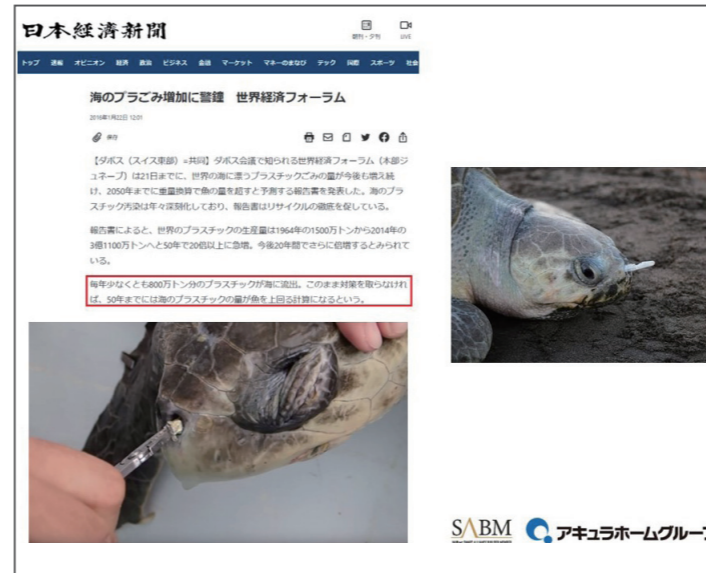 日本経済新聞
朝刊・夕刊
LIVE
トップ 速報 オピニオン 経済 政治 ビジネス 金融 マーケット マネーのまなび テック 国際 スポーツ 社会
海のプラごみ増加に警鐘 世界経済フォーラム
2016年1月22日 12:01
保存
【ダボス（スイス東部）=共同】ダボス会議で知られる世界経済フォーラム（本部ジ
ュネーブ）は21日までに、世界の海に漂うプラスチックごみの量が今後も増え続
け、2050年までに重量換算で魚の量を超すと予測する報告書を発表した。海のプラ
スチック汚染は年々深刻化しており、報告書はリサイクルの徹底を促している。
報告書によると、世界のプラスチックの生産量は1964年の1500万トンから2014年の
3億1100万トンへと50年で20倍以上に急増。今後20年間でさらに倍増するとみられて
いる。
毎年少なくとも800万トン分のプラスチックが海に流出。このまま対策を取らなけれ
ば、50年までには海のプラスチックの量が魚を上回る計算になるという。
SABM
アキュラホームグループ